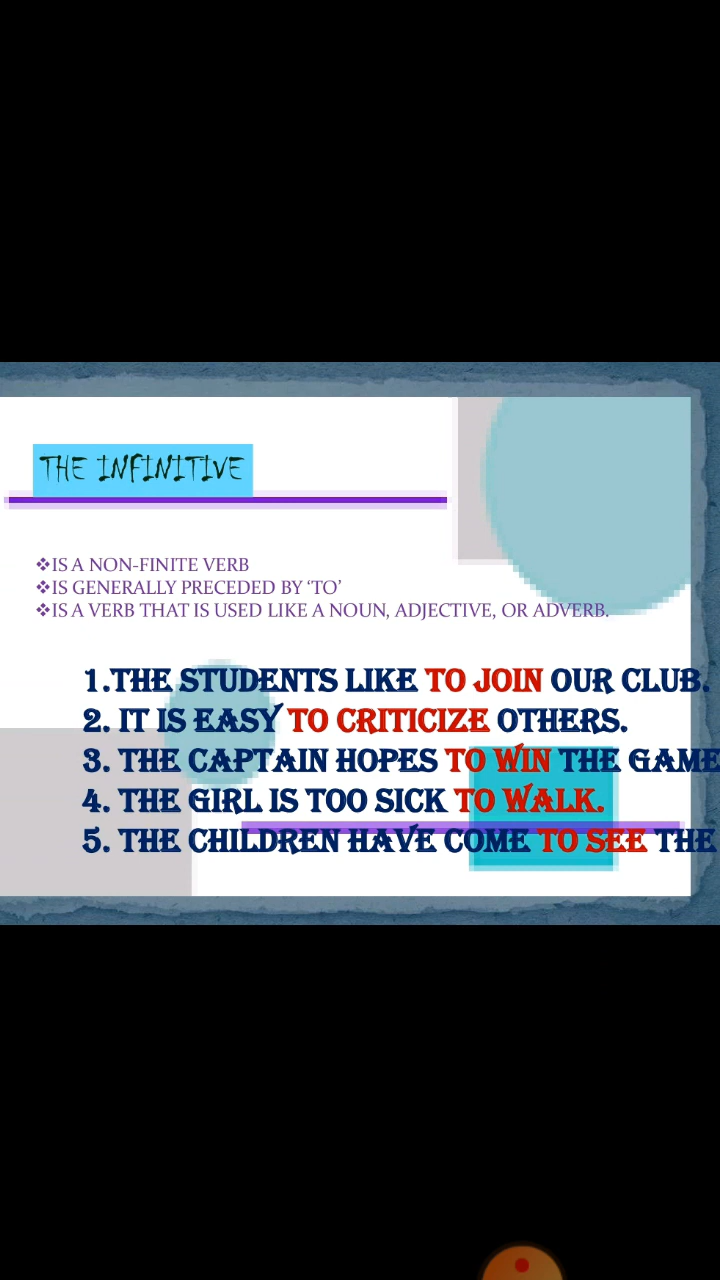 THE INFINITIVE
❖IS A NON-FINITE VERB
❖IS GENERALLY PRECEDED BY ‘TO’
❖IS A VERB THAT IS USED LIKE A NOUN, ADJECTIVE, OR ADVERB.
1.THE STUDENTS LIKE TO JOIN OUR CLUB.
2. IT IS EASY TO CRITICIZE OTHERS.
3. THE CAPTAIN HOPES TO WIN THE GAME
4. THE GIRL IS TOO SICK TO WALK.
5. THE CHILDREN HAVE COME TO SEE THE